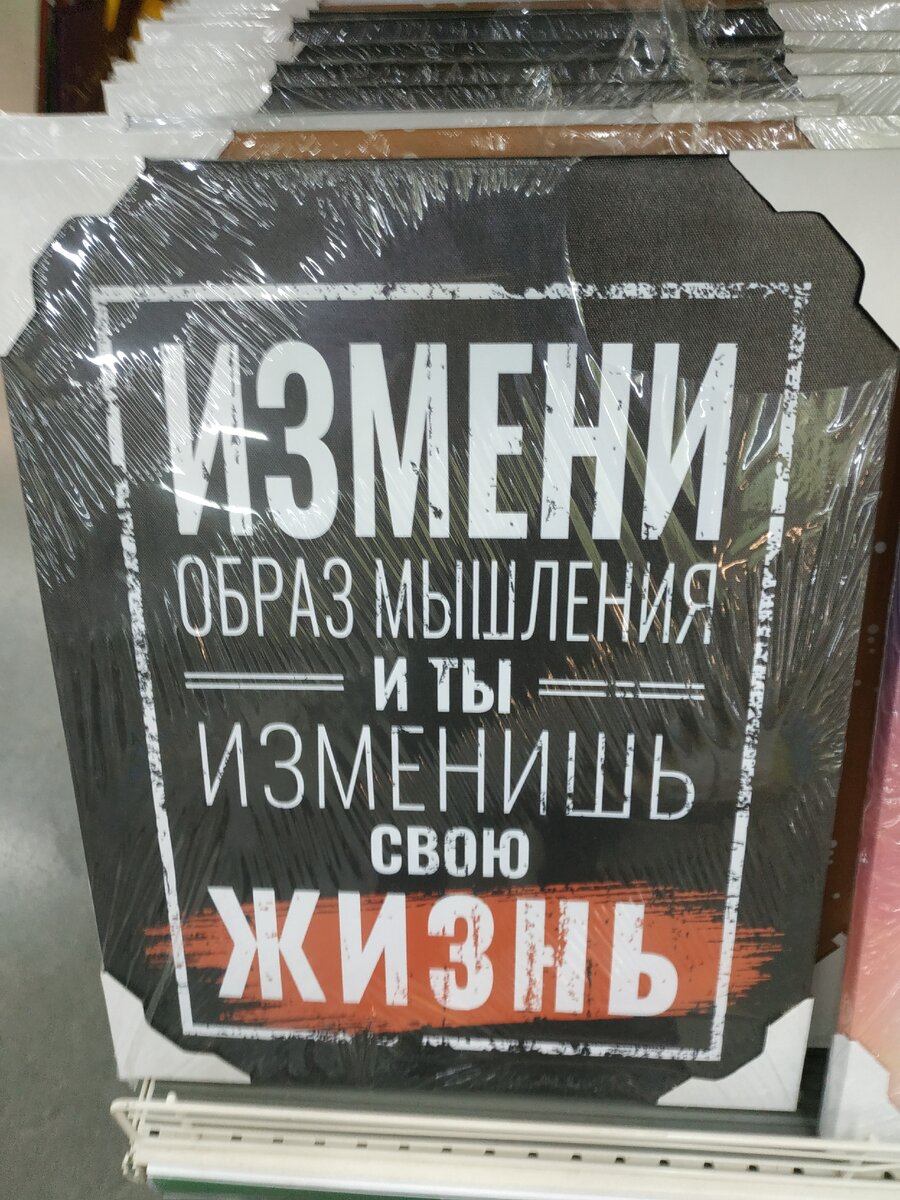 ИЗМЕНИ
ОБРАЗ МЫШЛЕНИЯ
И ТЫ
ИЗМЕНИШЬ
СВОЮ
ЖИЗНЬ